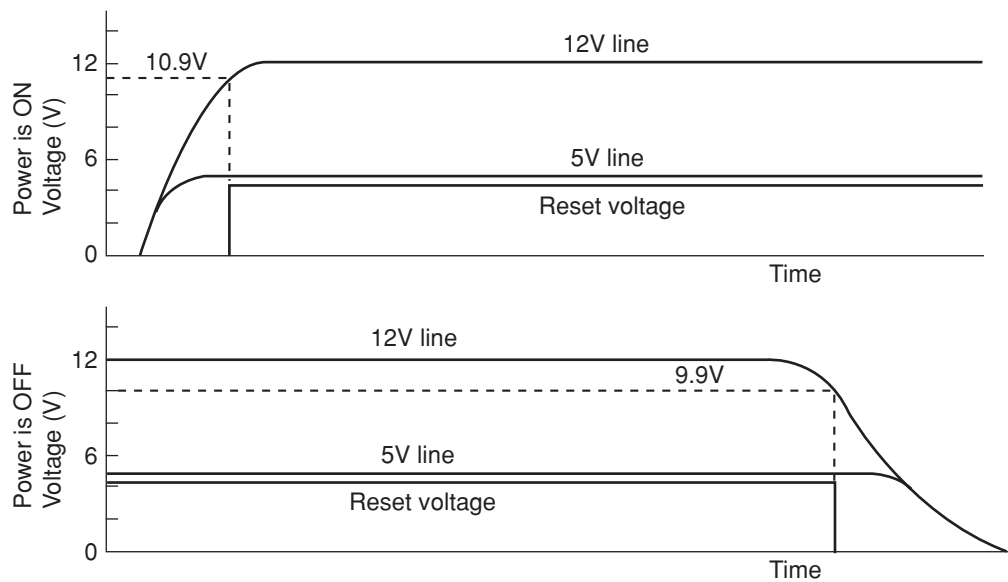 Power is ON
Voltage (V)
12
6
0
10.9V
12V line
5V line
Reset voltage
Time
Power is OFF
Voltage (V)
12
6
0
12V line
9.9V
5V line
Reset voltage
Time